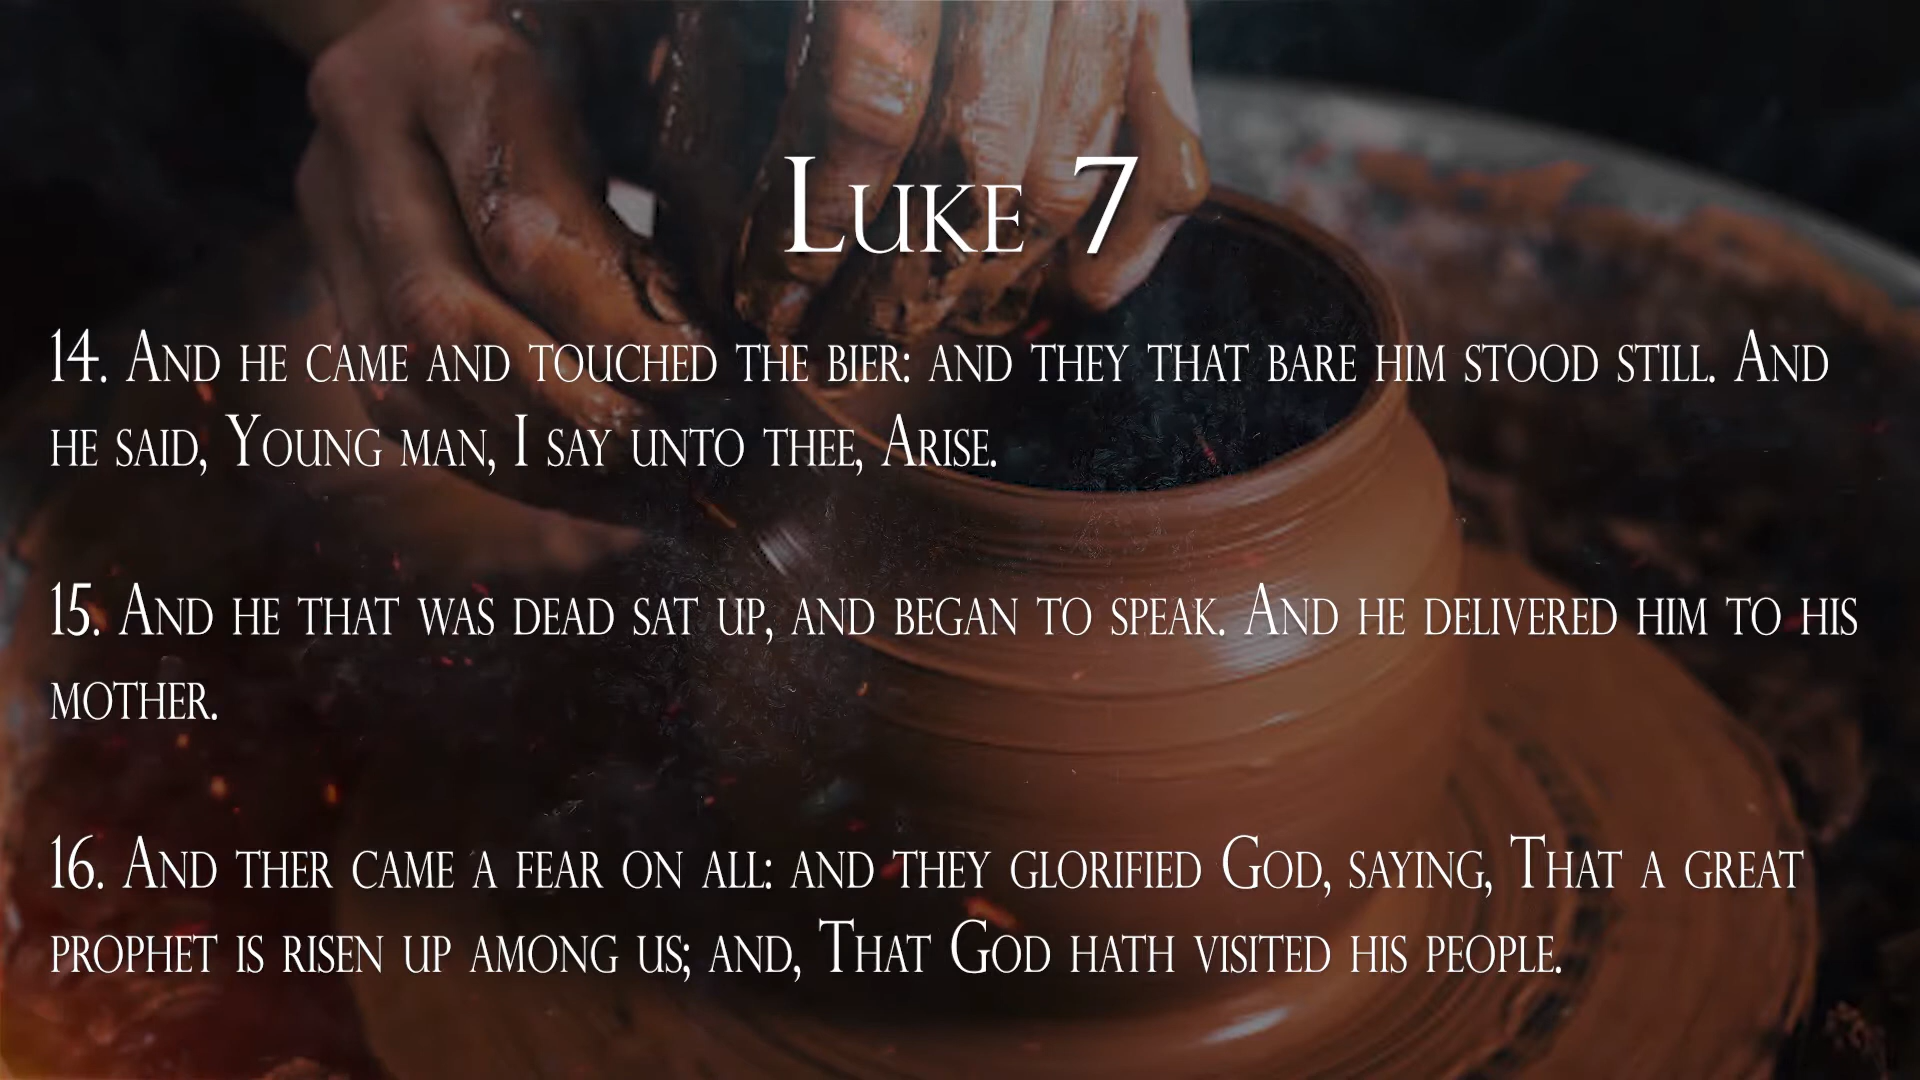 Luke 7
14. And he came and touched the bier: and they that bare him stood still. And
he said, Young man, I say unto thee, Arise.
15. And he that was dead sat up, and began to speak. And he delivered him to his
mother.
16. And ther came a fear on all: and they glorified God, saying, That a great
prophet is risen up among us; and, That God hath visited his people.